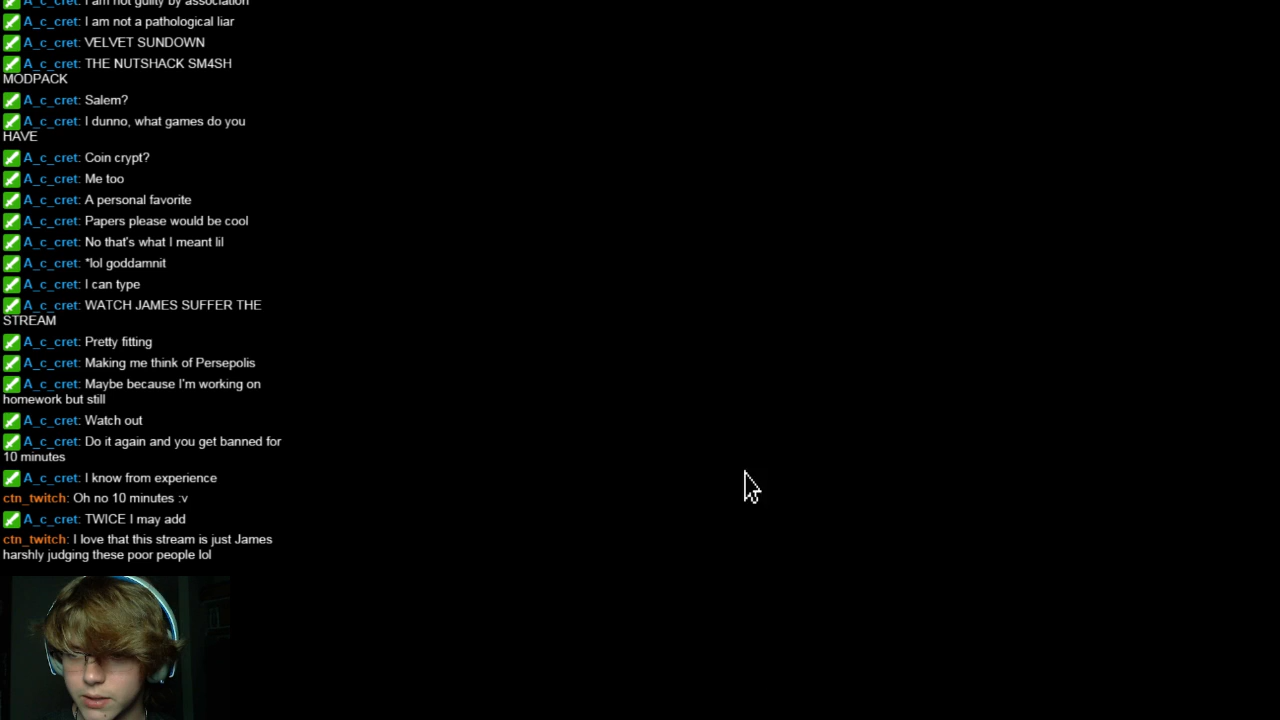 A_c_cret: I am not guilty by association
A_c_cret: I am not a pathological liar
A_c_cret: VELVET SUNDOWN
A_c_cret: THE NUTSHACK SM4SH
MODPACK
A_c_cret: Salem?
A_c_cret: I dunno, what games do you
HAVE
A_c_cret: Coin crypt?
A_c_cret: Me too
A_c_cret: A personal favorite
A_c_cret: Papers please would be cool
A_c_cret: No that's what I meant lil
A_c_cret: *lol goddamnit
A_c_cret: I can type
A_c_cret: WATCH JAMES SUFFER THE
STREAM
A_c_cret: Pretty fitting
A_c_cret: Making me think of Persepolis
A_c_cret: Maybe because I'm working on
homework but still
A_c_cret: Watch out
A_c_cret: Do it again and you get banned for
10 minutes
A_c_cret: I know from experience
ctn_twitch: Oh no 10 minutes :v
A_c_cret: TWICE I may add
ctn_twitch: I love that this stream is just James
harshly judging these poor people lol